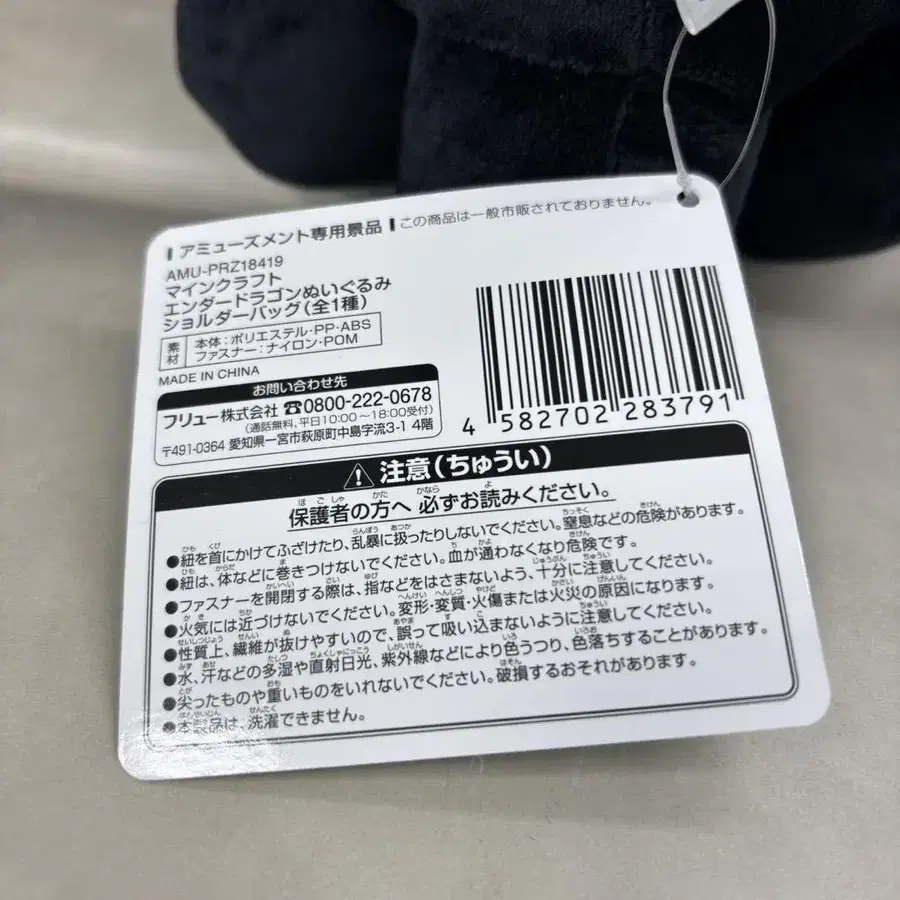 アミューズメント専用景品 この商品は一般市販されておりません。
AMU-PRZ18419
マインクラフト
エンダードラゴンぬいぐるみ
ショルダーバッグ(全1種)
素材 本体:ポリエステル・PP・ABS
ファスナー:ナイロン・POM
MADE IN CHINA
お問い合わせ先
フリュー株式会社 ☎0800-222-0678
(通話無料、平日10:00~18:00受付)
〒491-0364 愛知県一宮市萩原町中島字流3-1 4階
4 582702 283791
⚠ 注意(ちゅうい)
保護者の方へ 必ずお読みください。
●紐を首にかけてふざけたり、乱暴に扱ったりしないでください。窒息などの危険があります。
●紐は、体などに巻きつけないでください。血が通わなくなり危険です。
●ファスナーを開閉する際は、指などをはさまないよう、十分に注意してください。
●火気には近づけないでください。変形・変質・火傷または火災の原因になります。
●性質上、繊維が抜けやすいので、誤って吸い込まないように注意してください。
●水、汗などの多湿や直射日光、紫外線などにより色うつり、色落ちすることがあります。
●尖ったものや重いものをいれないでください。破損するおそれがあります。
●本製品は、洗濯できません。